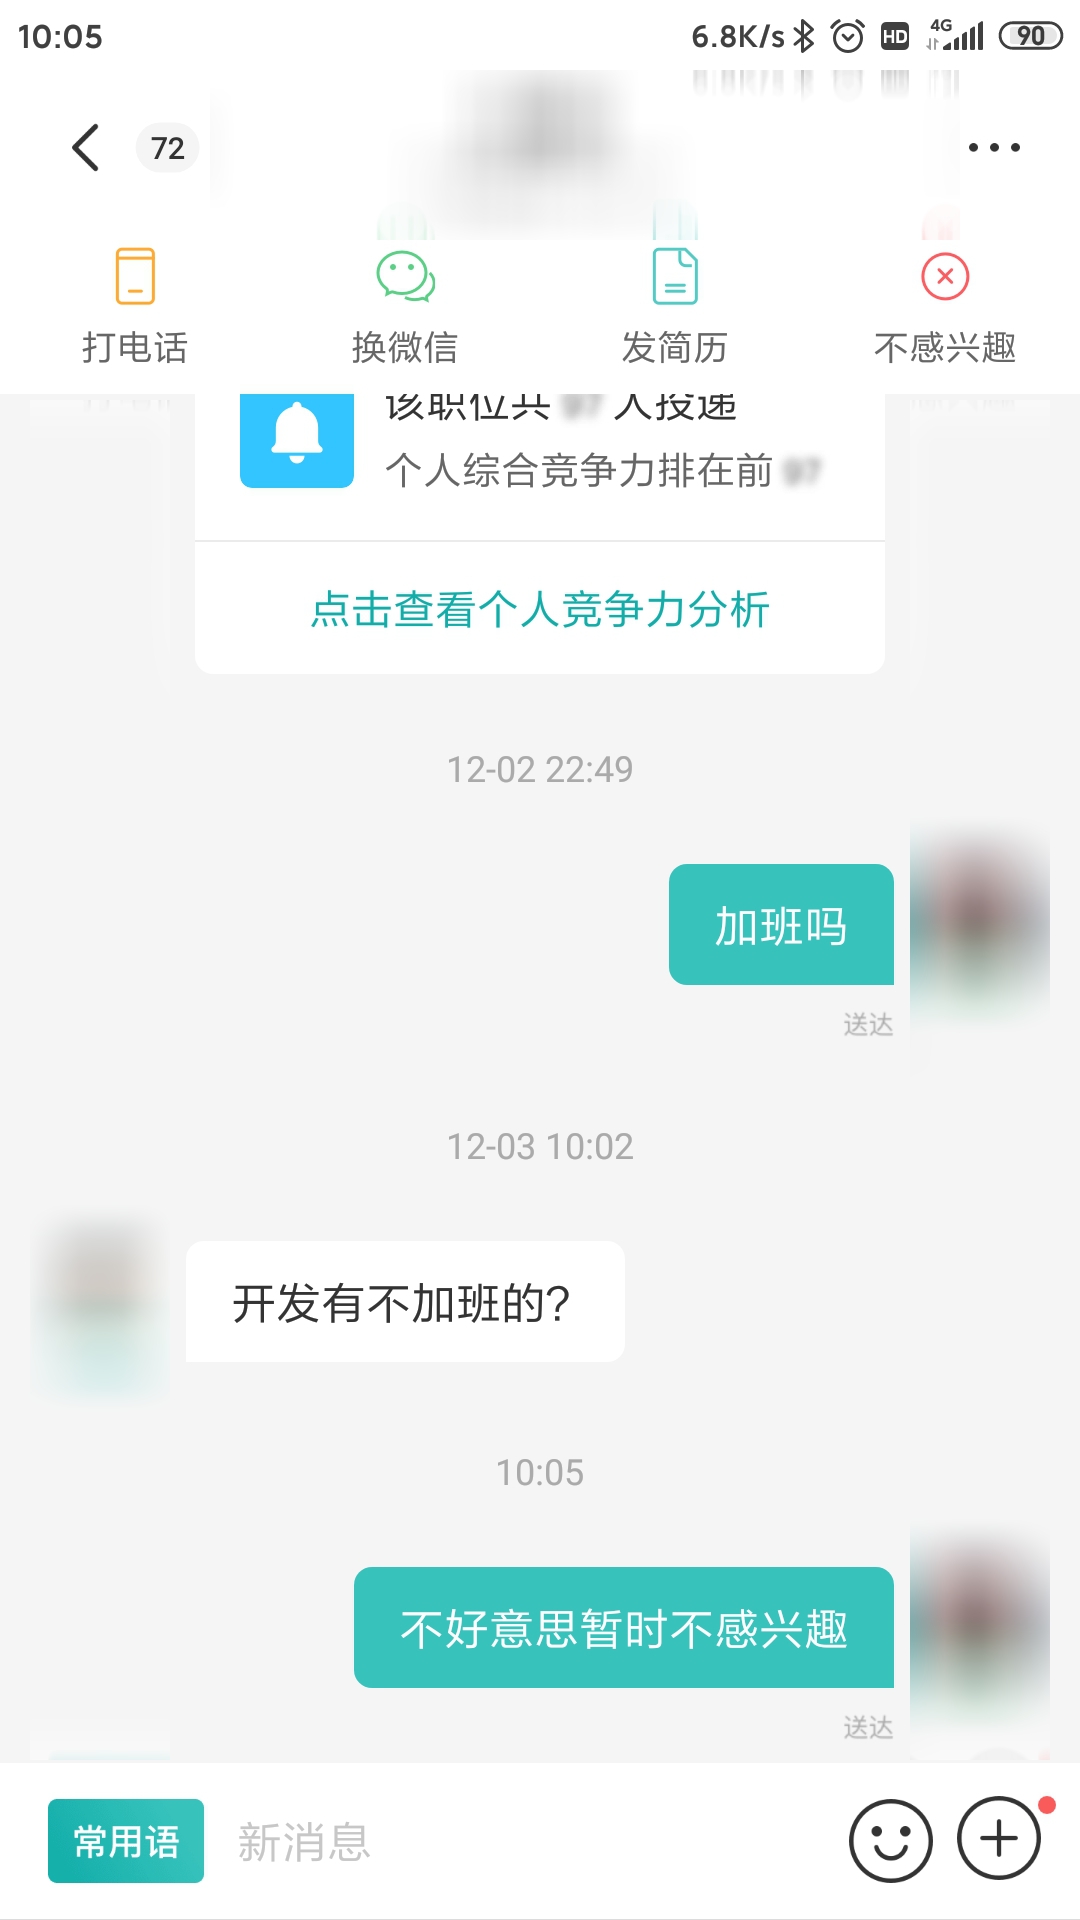 10:05 6.8K/s HD 4G 90
72
打电话 换微信 发简历 不感兴趣
该职位共 人投递
个人综合竞争力排在前
点击查看个人竞争力分析
12-02 22:49
加班吗
送达
12-03 10:02
开发有不加班的?
10:05
不好意思暂时不感兴趣
送达
常用语 新消息